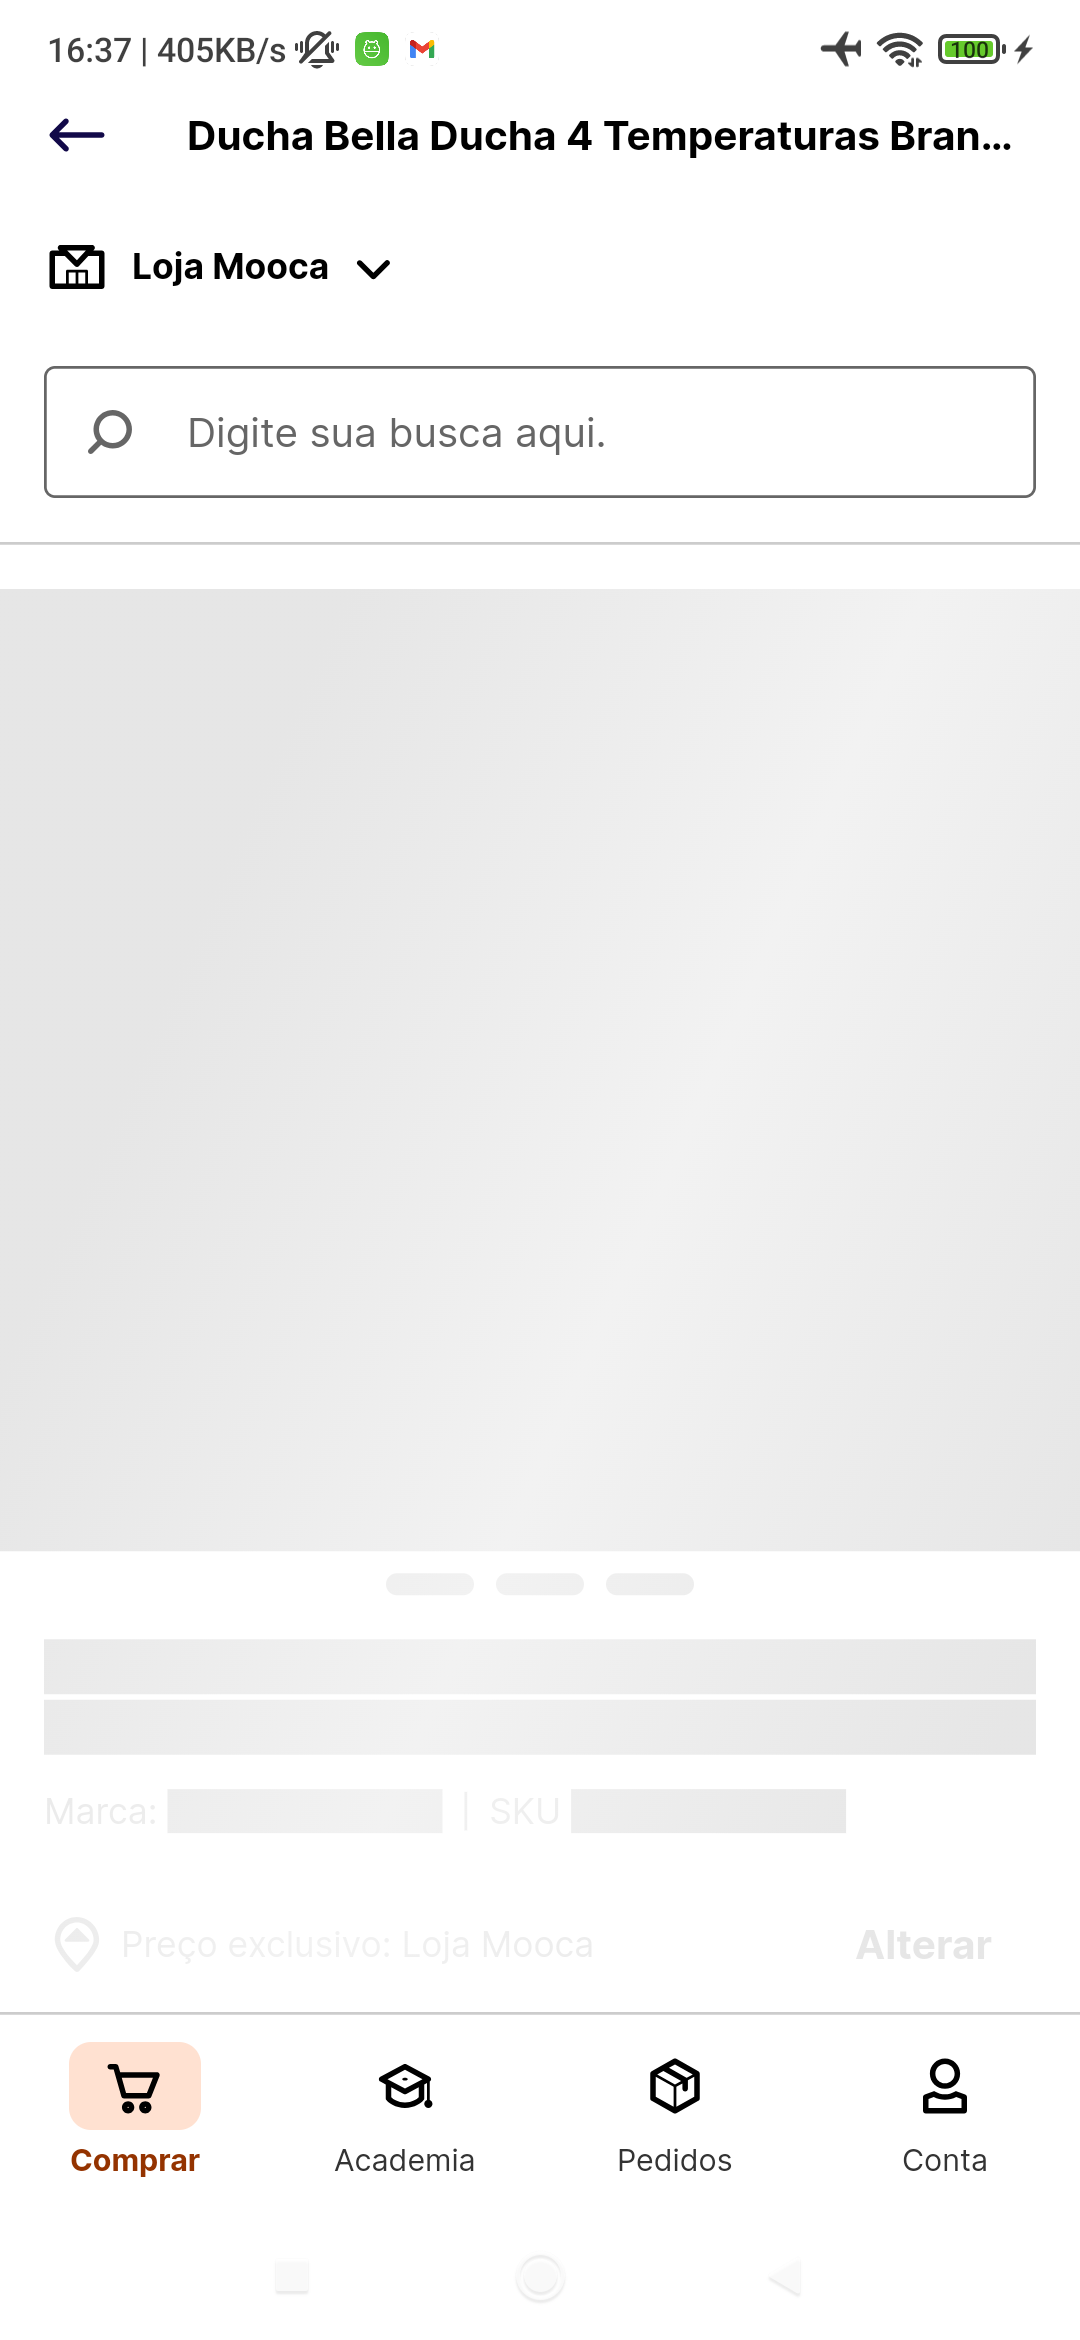 16:37 | 405KB/s
100
Ducha Bella Ducha 4 Temperaturas Bran...
Loja Mooca
Digite sua busca aqui.
Marca: | SKU
Preço exclusivo: Loja Mooca
Alterar
Comprar
Academia
Pedidos
Conta